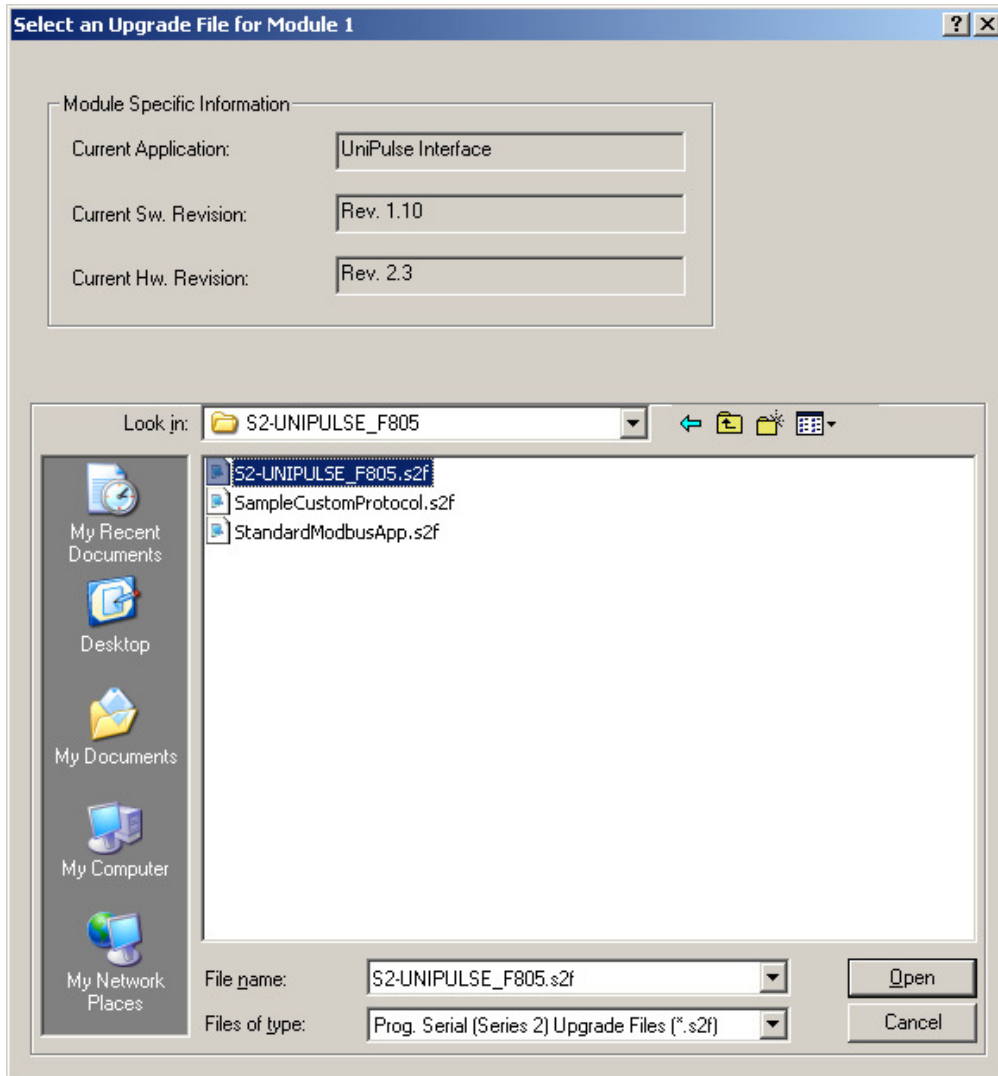 Select an Upgrade File for Module 1
Module Specific Information
Current Application: UniPulse Interface
Current Sw. Revision: Rev. 1.10
Current Hw. Revision: Rev. 2.3
Look in: S2-UNIPULSE_F805
S2-UNIPULSE_F805.s2f
SampleCustomProtocol.s2f
StandardModbusApp.s2f
My Recent
Documents
Desktop
My Documents
My Computer
My Network
Places
File name: S2-UNIPULSE_F805.s2f Open
Files of type: Prog. Serial (Series 2) Upgrade Files (*.s2f) Cancel